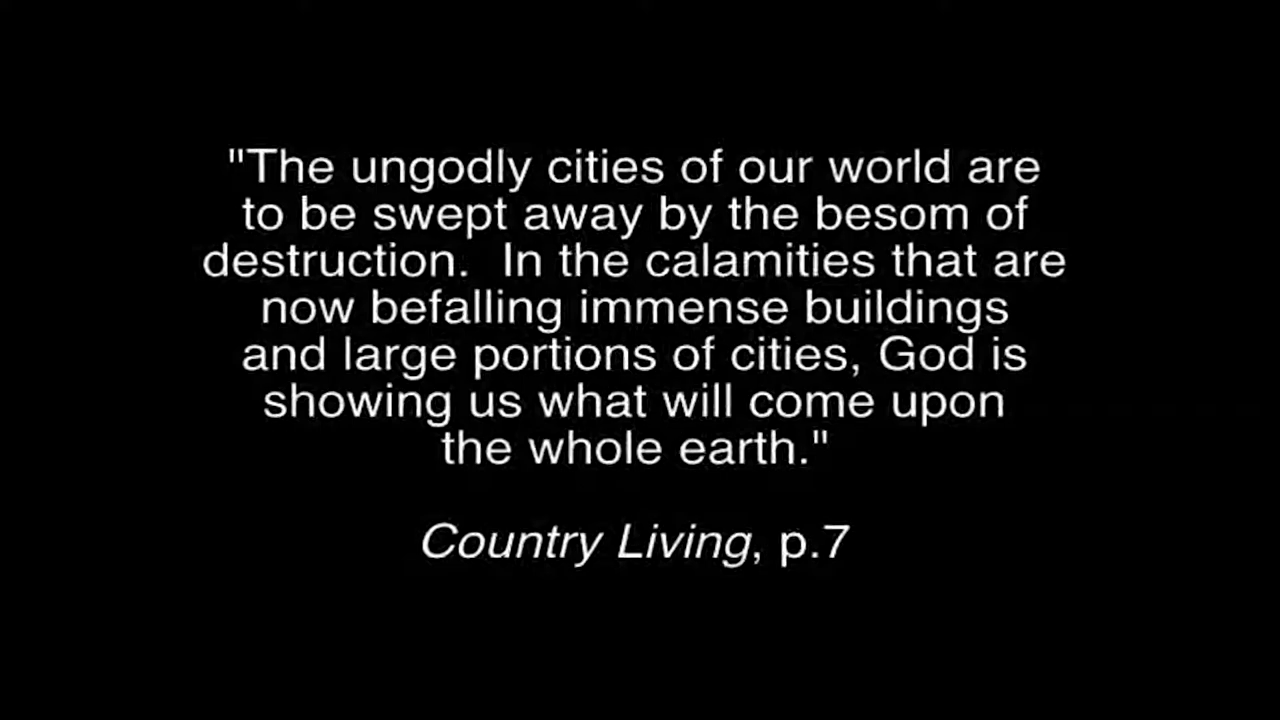 "The ungodly cities of our world are
to be swept away by the besom of
destruction.  In the calamities that are
now befalling immense buildings
and large portions of cities, God is
showing us what will come upon
the whole earth."
Country Living, p.7